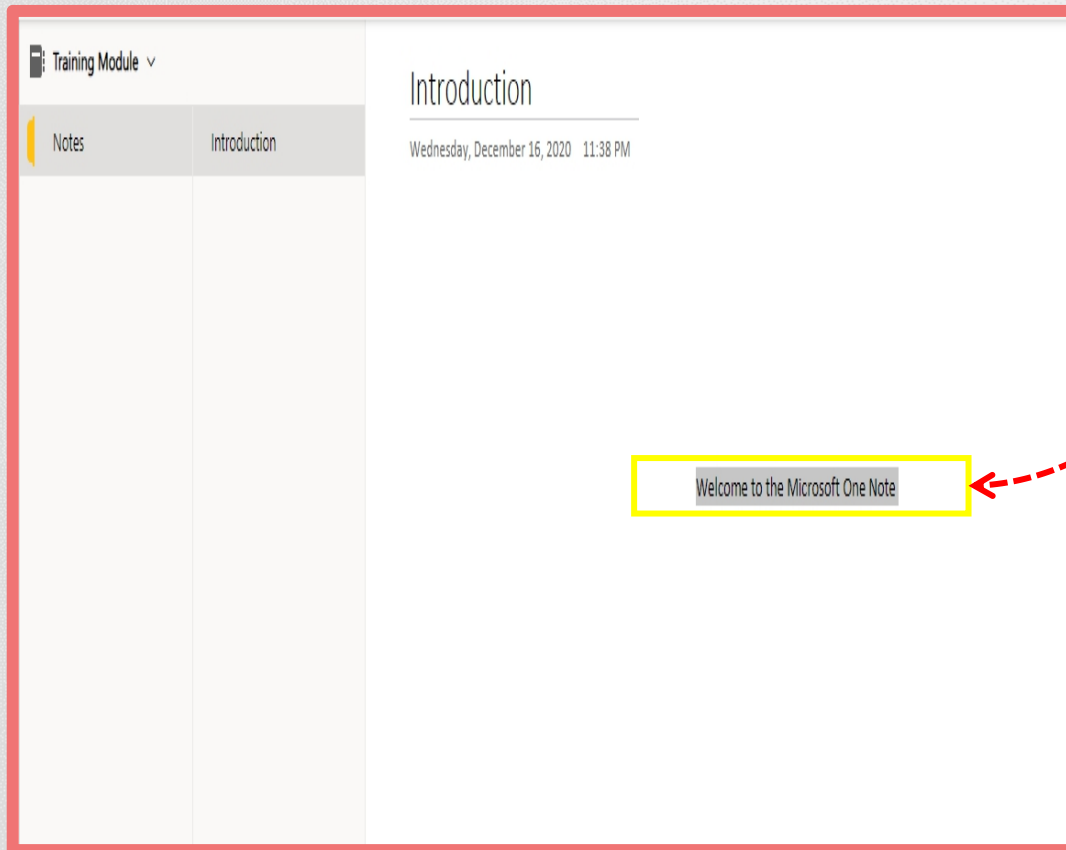 Training Module
Notes
Introduction
Introduction
Wednesday, December 16, 2020 11:38 PM
Welcome to the Microsoft One Note